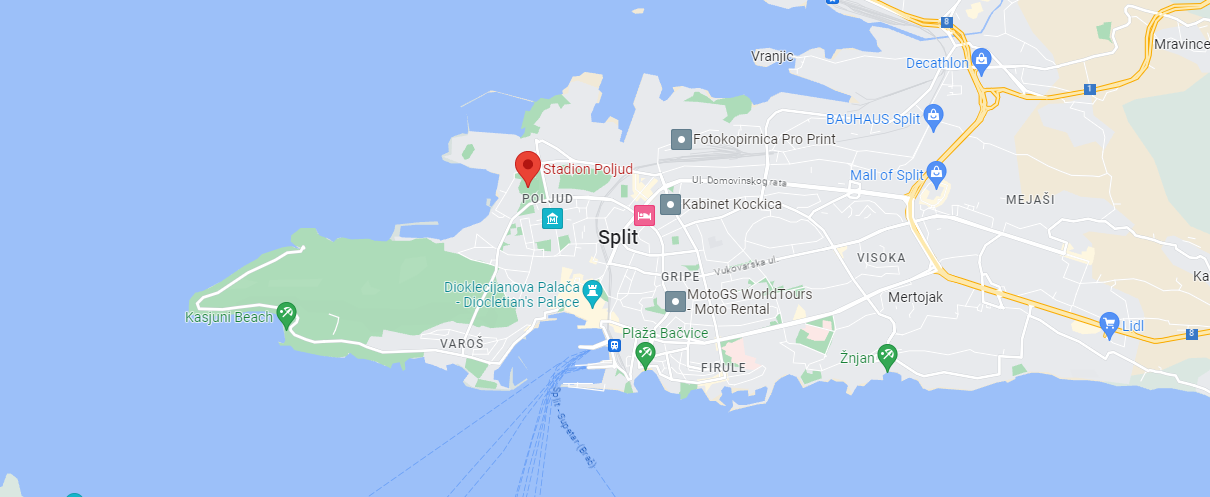 8
Vranjic
Mravince
Decathlon
1
BAUHAUS Split
Fotokopirnica Pro Print
Stadion Poljud
Mall of Split
Ul. Domovinskog rata
POLJUD
Kabinet Kockica
MEJAŠI
Split
VISOKA
Vukovarska ul.
GRIPE
Ka
Dioklecijanova Palača
- Diocletian's Palace
MotoGS WorldTours
- Moto Rental
Mertojak
Kasjuni Beach
Lidl
8
Plaža Bačvice
VAROŠ
Žnjan
FIRULE
Split - Supetar (Brač)